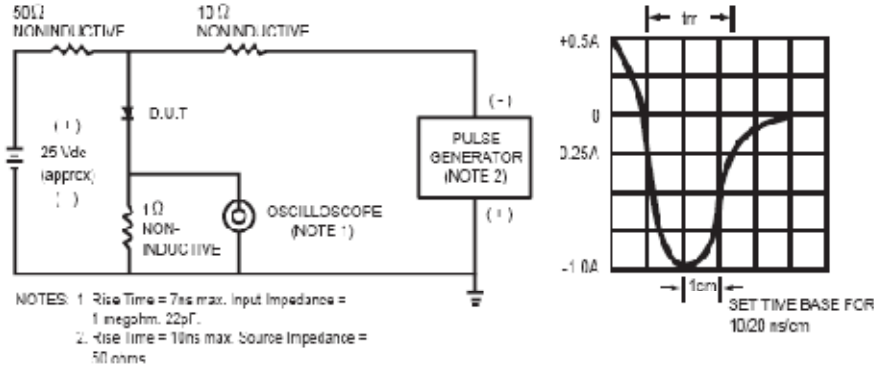 50Ω
NONINDUCTIVE
10Ω
NONINDUCTIVE
(+)
25 Vdc
(approx)
(-)
D.U.T
1Ω
NON-
INDUCTIVE
OSCILLOSCOPE
(NOTE 1)
(-)
PULSE
GENERATOR
(NOTE 2)
(+)
NOTES: 1 Rise Time = 7ns max. Input Impedance =
1 megohm. 22pF.
2. Rise Time = 10ns max. Source Impedance =
50 ohms
trr
+0.5A
0
0.25A
-1.0A
1cm
SET TIME BASE FOR
10/20 ns/cm